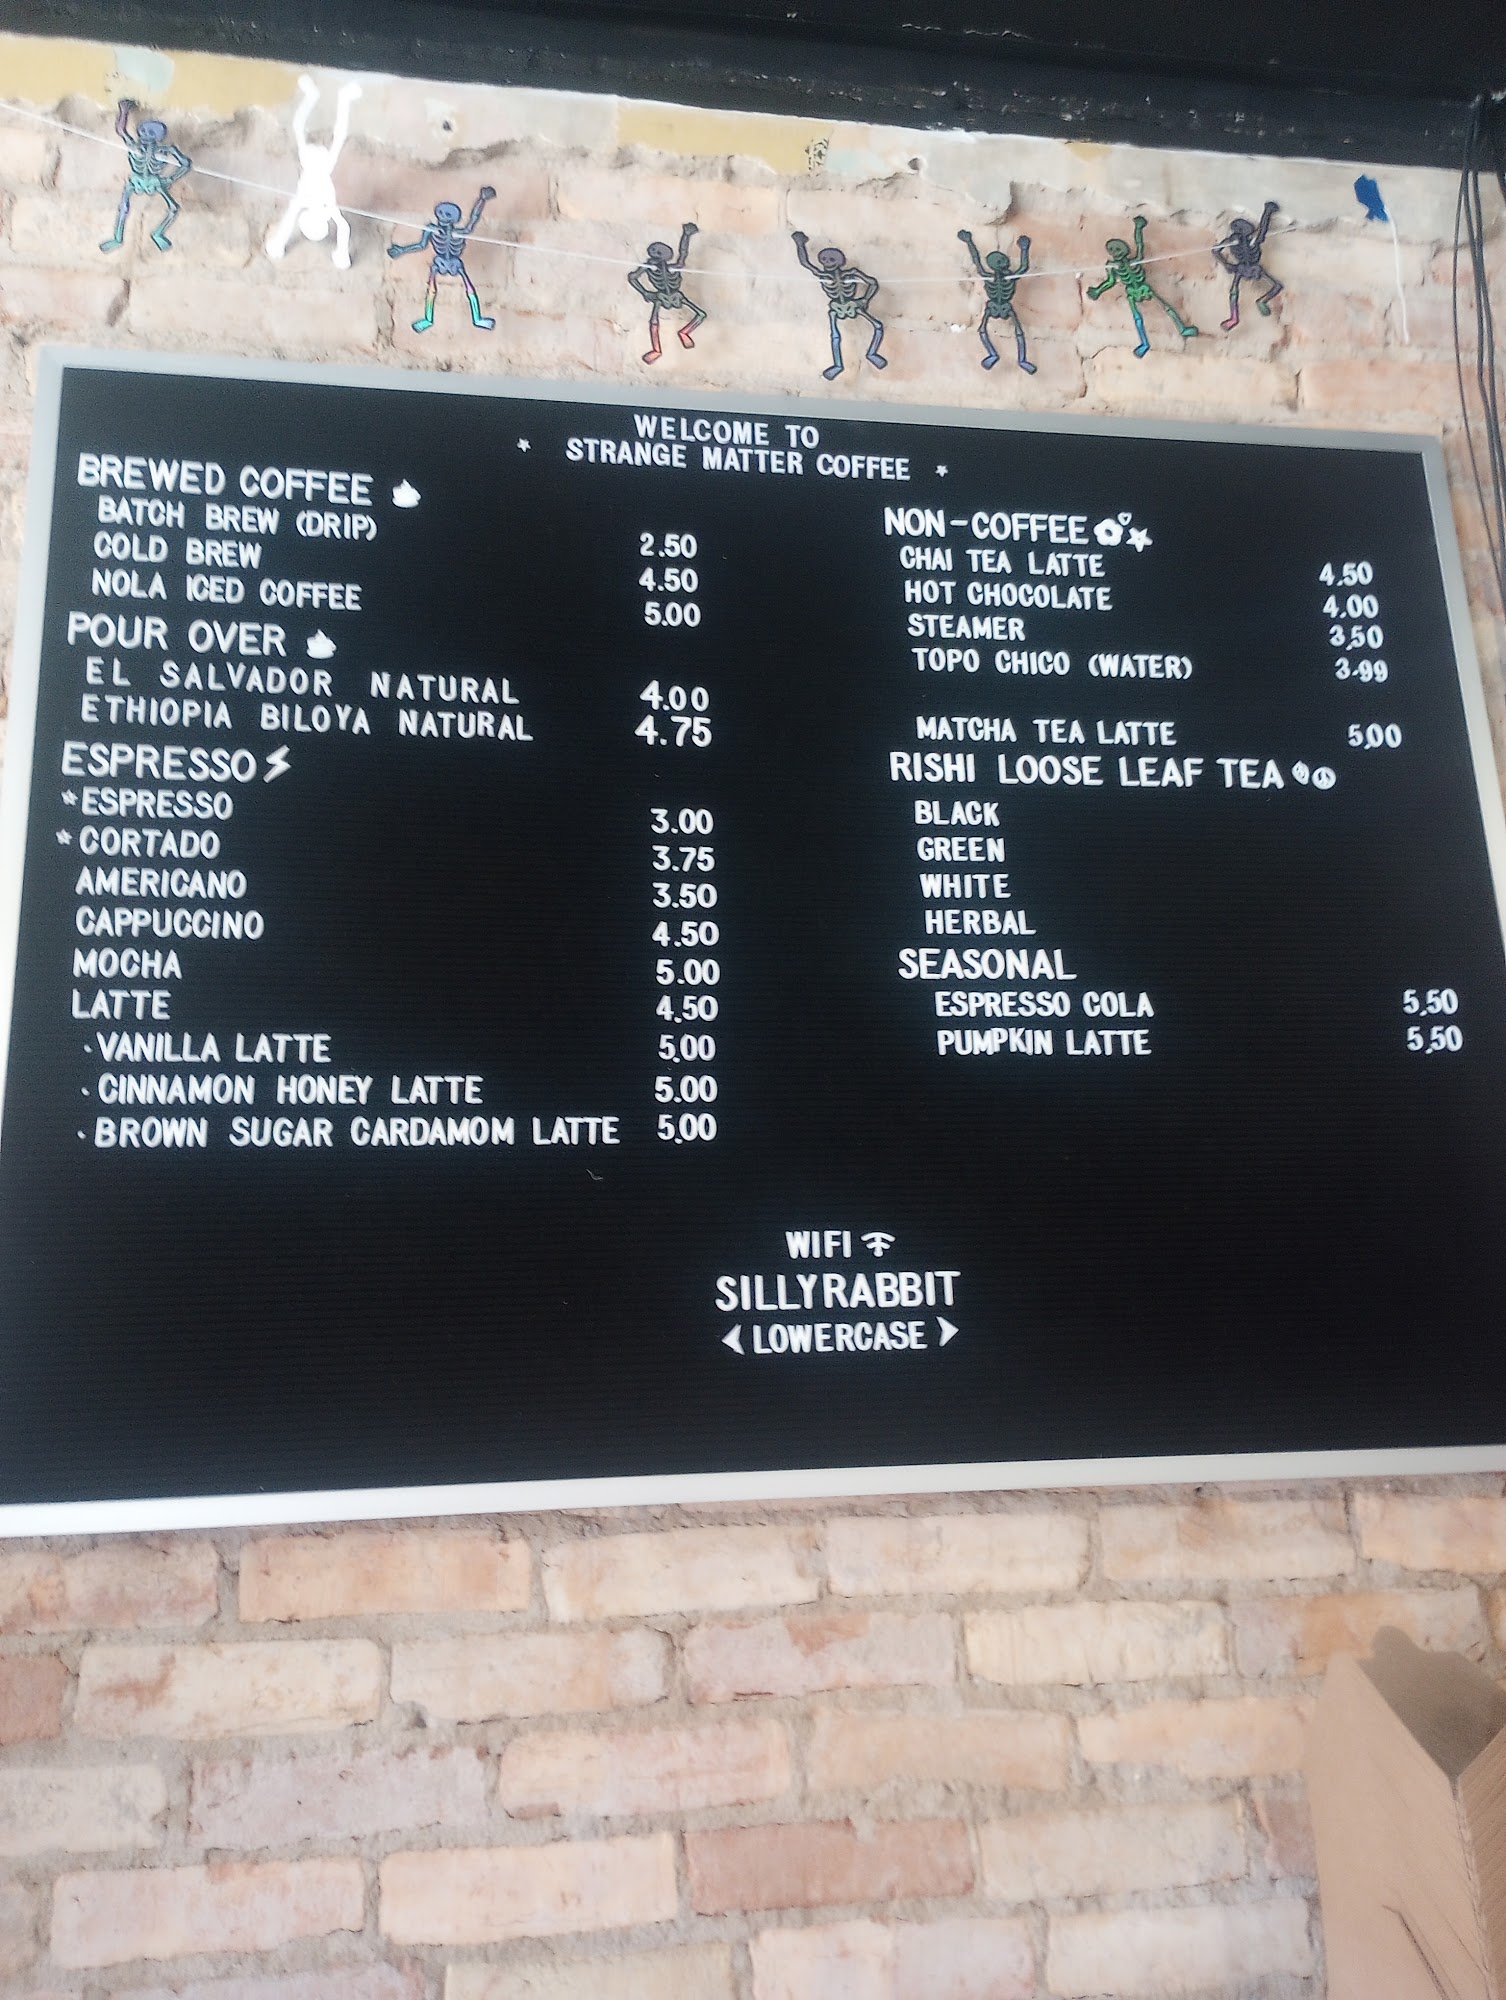 WELCOME TO
STRANGE MATTER COFFEE
BREWED COFFEE
BATCH BREW (DRIP) 2.50
COLD BREW 4.50
NOLA ICED COFFEE 5.00
POUR OVER
EL SALVADOR NATURAL 4.00
ETHIOPIA BILOYA NATURAL 4.75
ESPRESSO
*ESPRESSO 3.00
*CORTADO 3.75
AMERICANO 3.50
CAPPUCCINO 4.50
MOCHA 5.00
LATTE 4.50
·VANILLA LATTE 5.00
·CINNAMON HONEY LATTE 5.00
·BROWN SUGAR CARDAMOM LATTE 5.00
NON-COFFEE
CHAI TEA LATTE 4.50
HOT CHOCOLATE 4.00
STEAMER 3.50
TOPO CHICO (WATER) 3.99
MATCHA TEA LATTE 5.00
RISHI LOOSE LEAF TEA
BLACK
GREEN
WHITE
HERBAL
SEASONAL
ESPRESSO COLA 5.50
PUMPKIN LATTE 5.50
WIFI
SILLYRABBIT
<LOWERCASE>